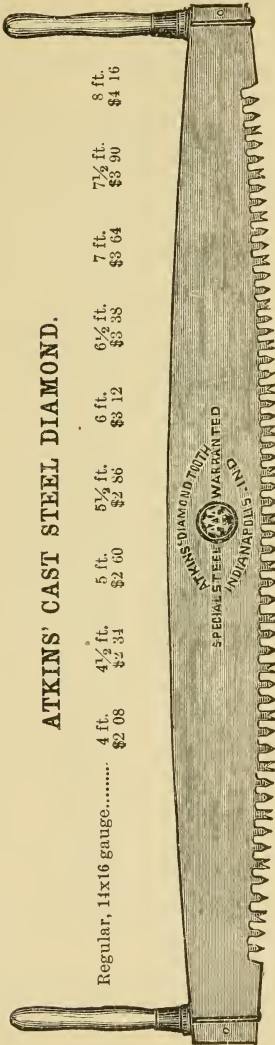 ATKINS' CAST STEEL DIAMOND.
4 ft. 4½ ft. 5 ft. 5½ ft. 6 ft. 6½ ft. 7 ft. 7½ ft. 8 ft.
Regular, 14x16 gauge......... $2 08 $2 34 $2 60 $2 86 $3 12 $3 38 $3 64 $3 90 $4 16
ATKINS DIAMOND TOOTH
SPECIAL STEEL WARRANTED
INDIANAPOLIS-IND